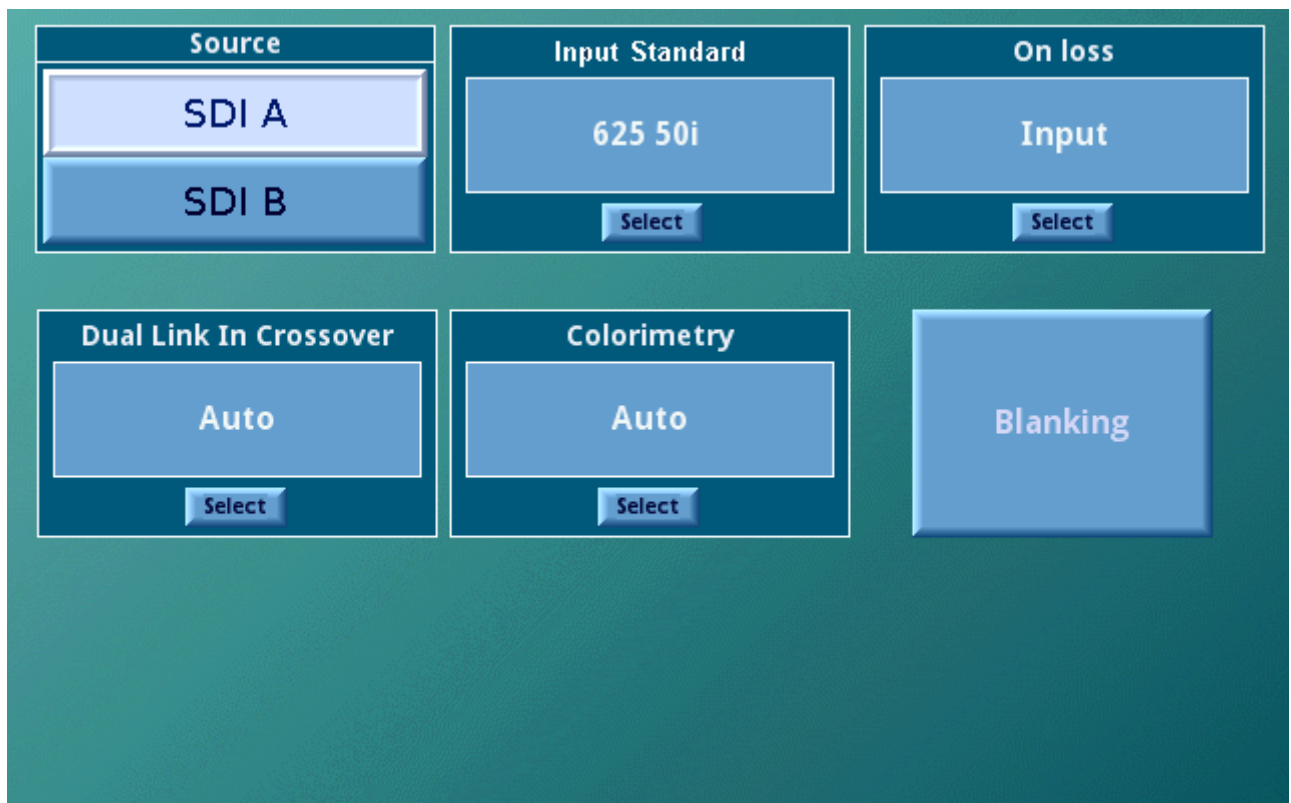 Source
SDI A
SDI B
Input Standard
625 50i
Select
On loss
Input
Select
Dual Link In Crossover
Auto
Select
Colorimetry
Auto
Select
Blanking